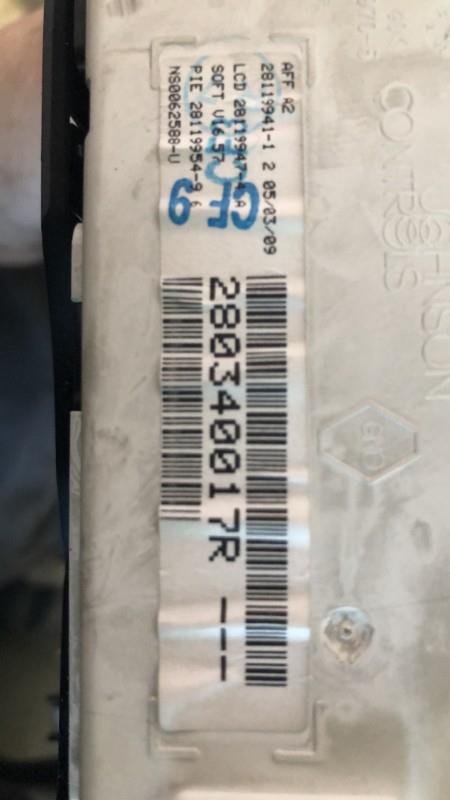 AFF A2
28119941-1 2 05/03/09
LCD 28119947-4 A
SOFT V16.57
PIE 28119954-9 6
NS0062588-U
280340017R ---
JOHNSON
CONTROLS